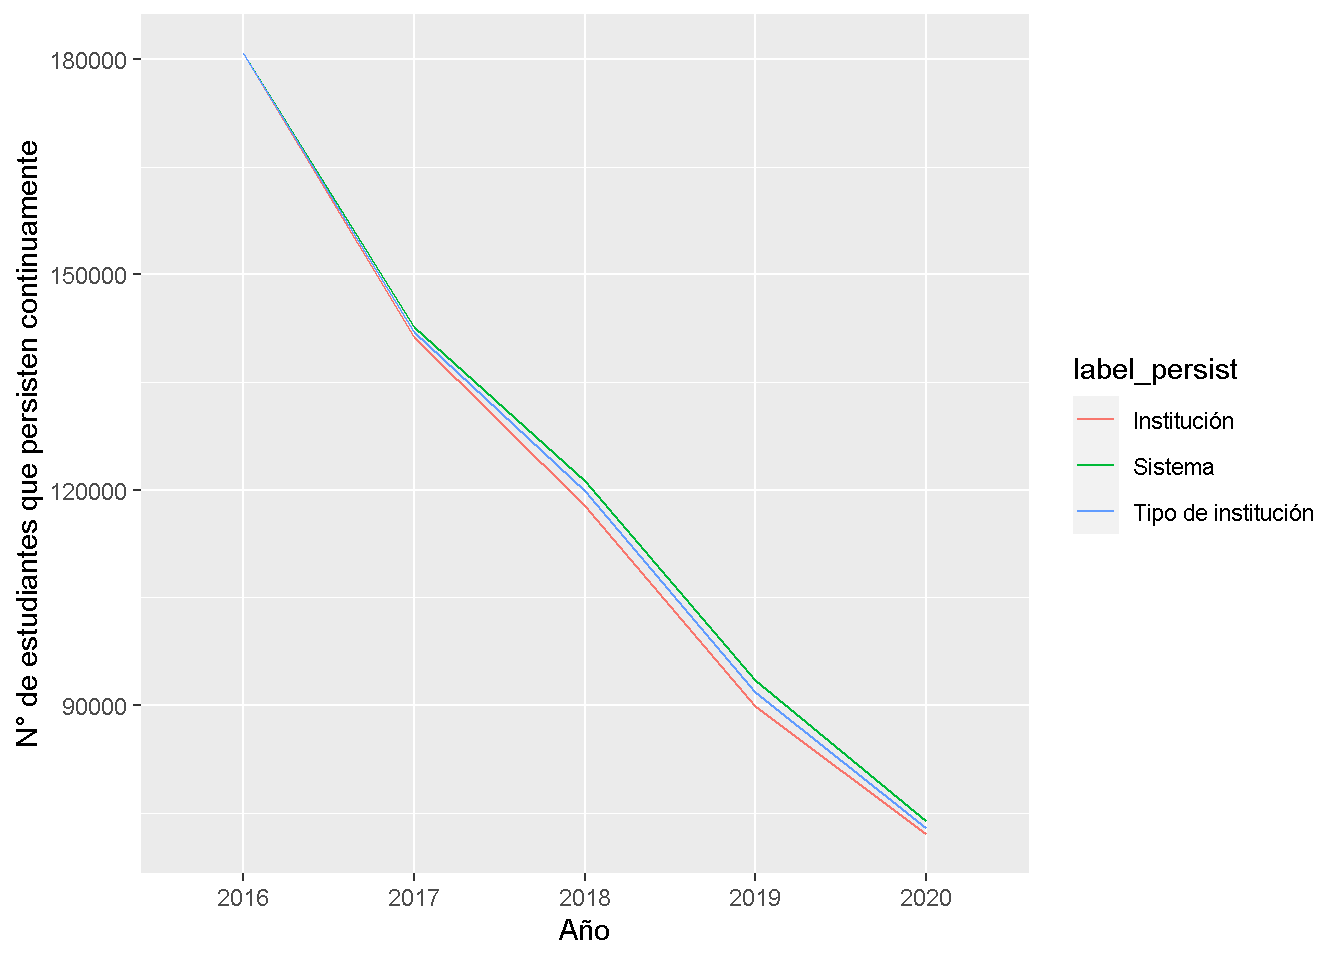 N° de estudiantes que persisten continuamente
180000
150000
120000
90000
2016 2017 2018 2019 2020
Año
label_persist
Institución
Sistema
Tipo de institución